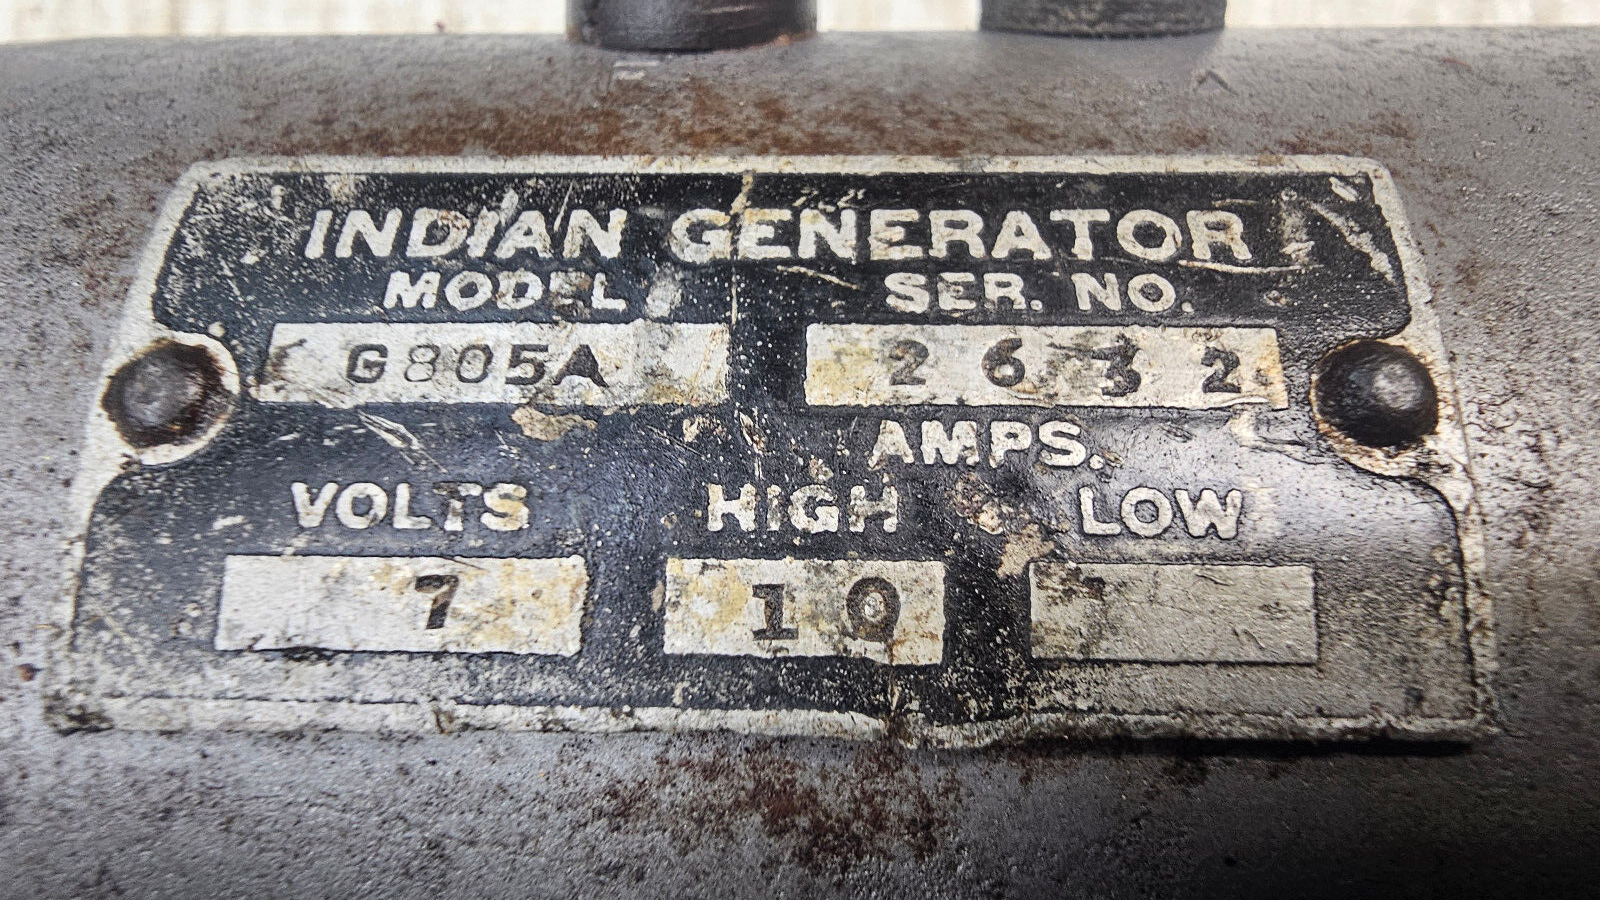 INDIAN GENERATOR
MODEL SER. NO.
G805A 2632
AMPS.
VOLTS HIGH LOW
7 10